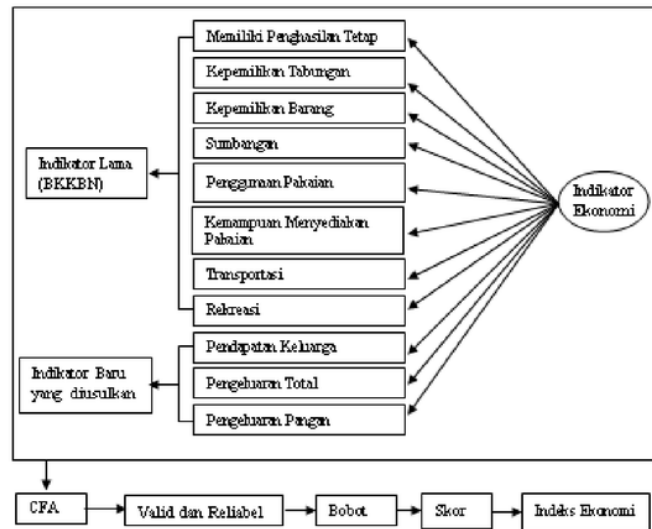 Memiliki Penghasilan Tetap
Kepemilikan Tabungan
Kepemilikan Barang
Sumbangan
Penggunaan Pakaian
Kemampuan Menyediakan
Pakaian
Transportasi
Rekreasi
Pendapatan Keluarga
Pengeluaran Total
Pengeluaran Pangan
Indikator Lama
(BKKBN)
Indikator Baru
yang diusulkan
Indikator
Ekonomi
CFA
Valid dan Reliabel
Bobot
Skor
Indeks Ekonomi